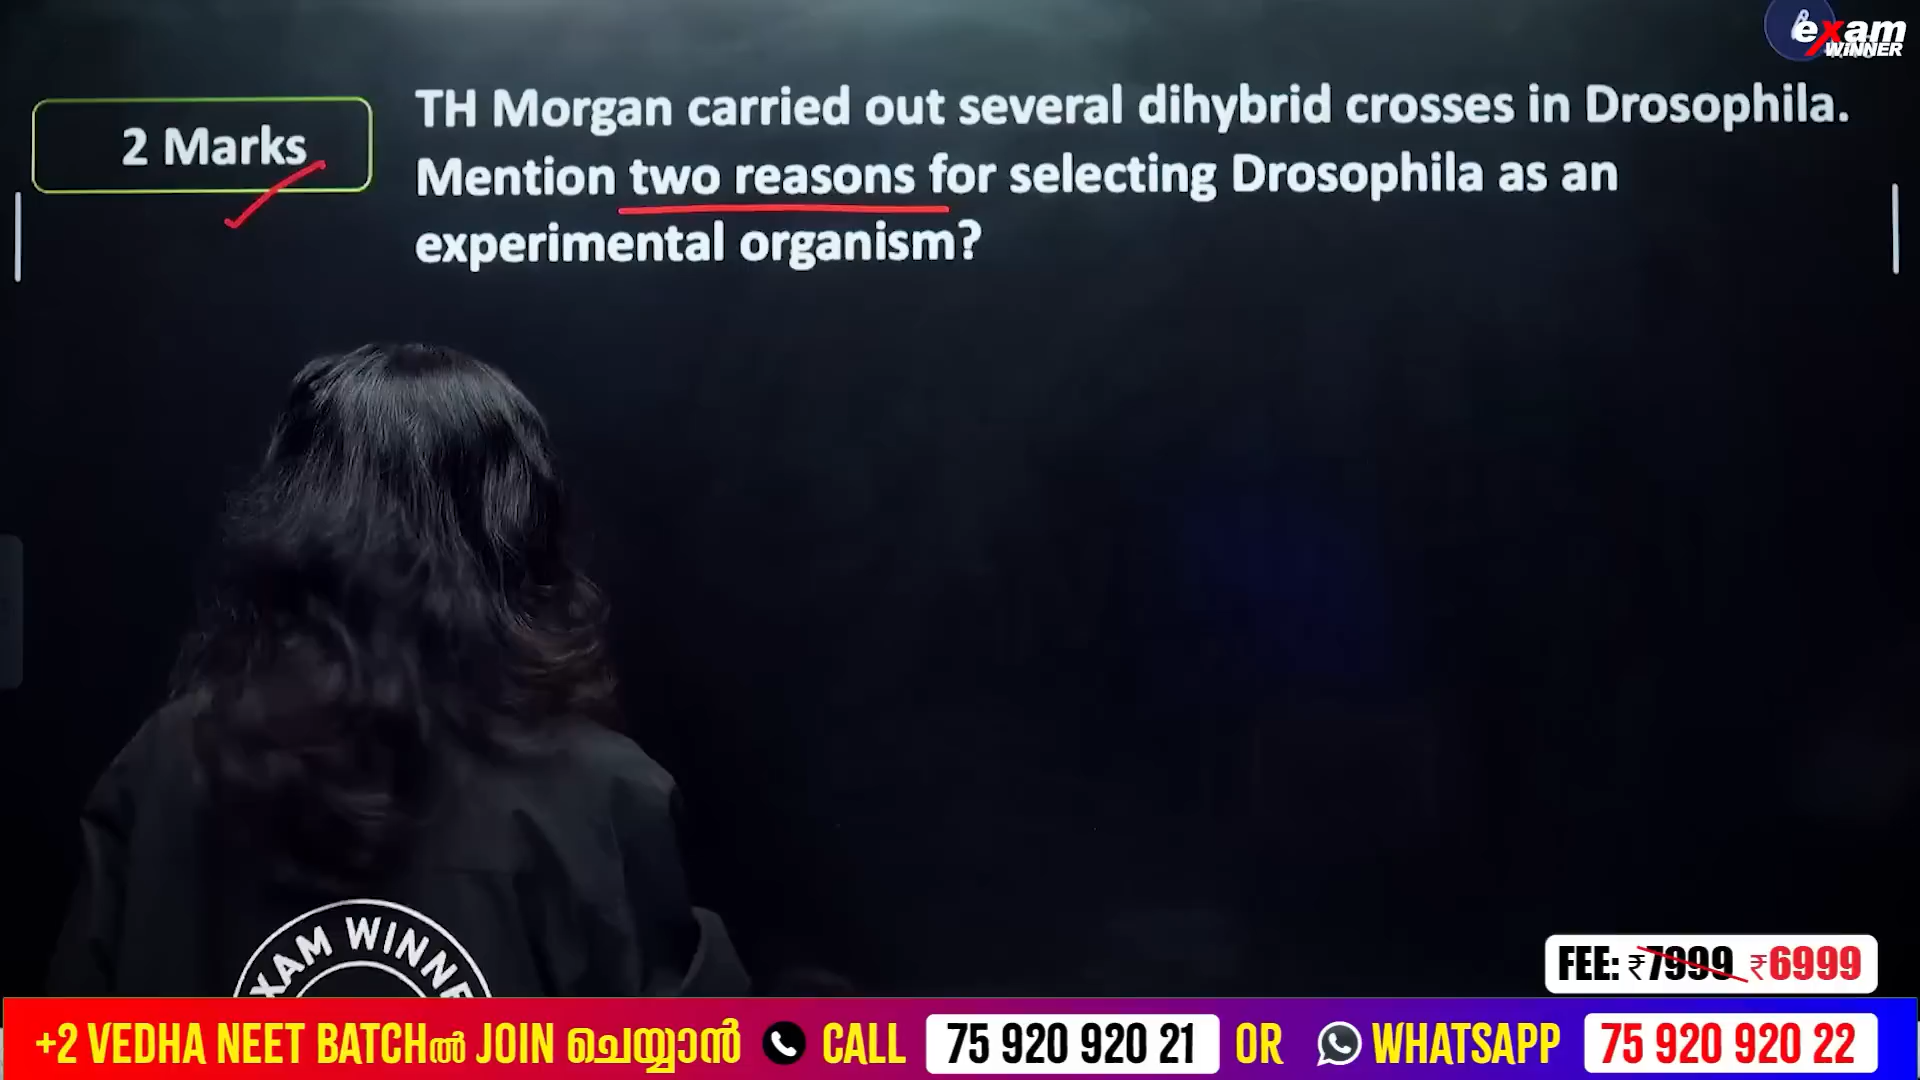 exam
WINNER
2 Marks
TH Morgan carried out several dihybrid crosses in Drosophila.
Mention two reasons for selecting Drosophila as an
experimental organism?
EXAM WINNE
FEE: ₹7999 ₹6999
+2 VEDHA NEET BATCHൽ JOIN ചെയ്യാൻ CALL 75 920 920 21 OR WHATSAPP 75 920 920 22